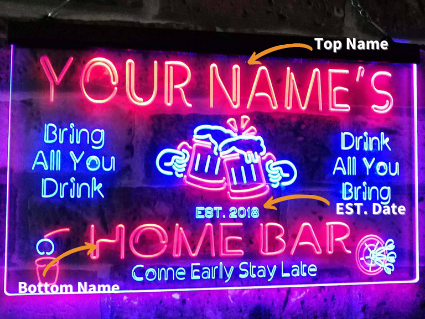 Top Name
YOUR NAME'S
Bring
All You
Drink
Drink
All You
Bring
EST. 2018
EST. Date
HOME BAR
Come Early Stay Late
Bottom Name